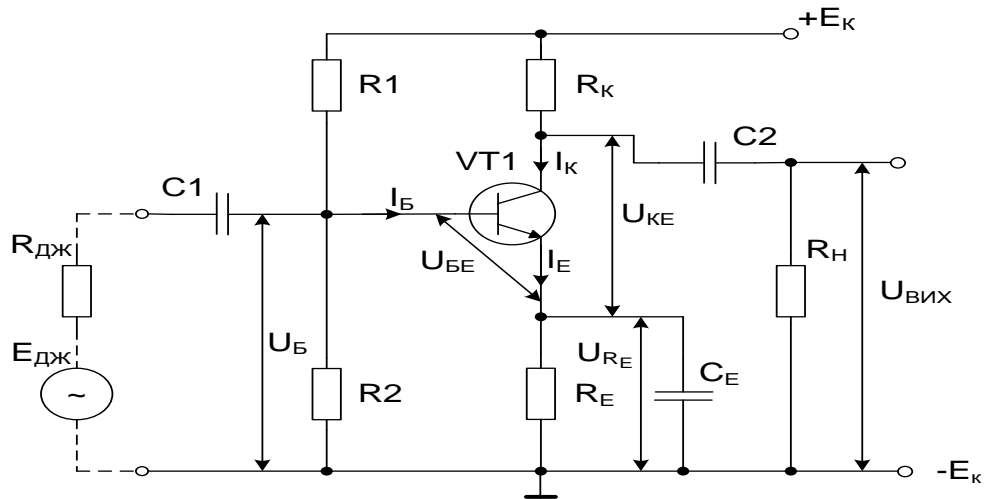 +Eк
R1
Rк
C2
VT1
Iк
C1
IБ
UКЕ
RДЖ
UБЕ
IЕ
RН
UВИХ
UБ
EДЖ
URЕ
CЕ
~
R2
RЕ
-Eк